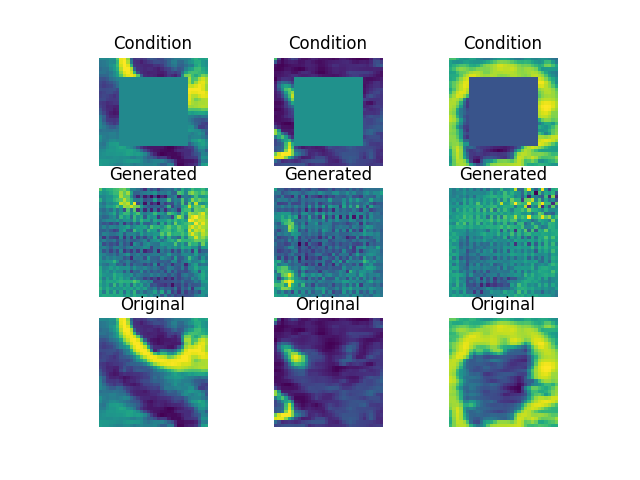 Condition Condition Condition
Generated Generated Generated
Original Original Original